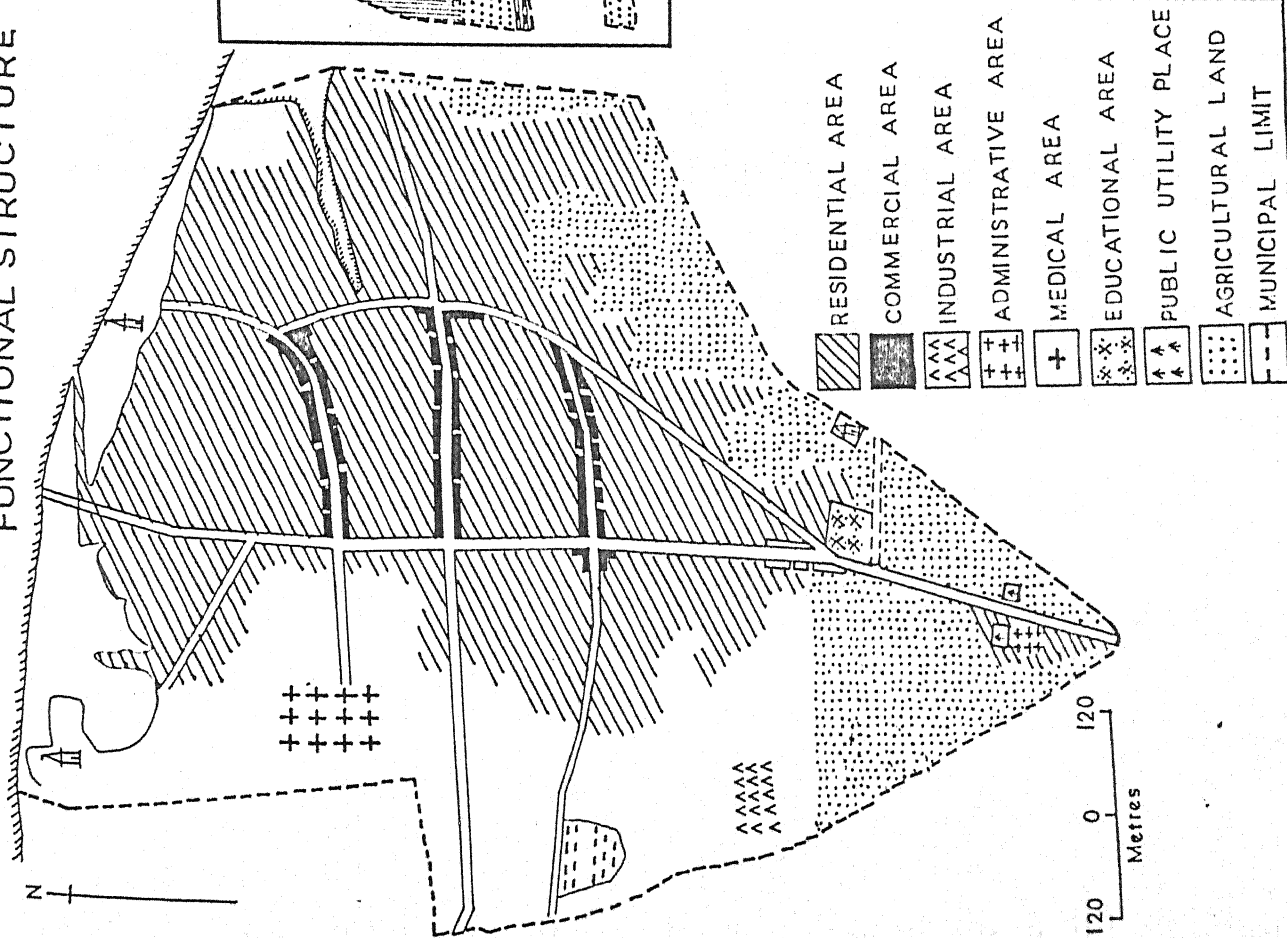 FUNCTIONAL STRUCTURE
N
RESIDENTIAL AREA
COMMERCIAL AREA
INDUSTRIAL AREA
ADMINISTRATIVE AREA
MEDICAL AREA
EDUCATIONAL AREA
PUBLIC UTILITY PLACE
AGRICULTURAL LAND
MUNICIPAL LIMIT
120 0 120
Metres